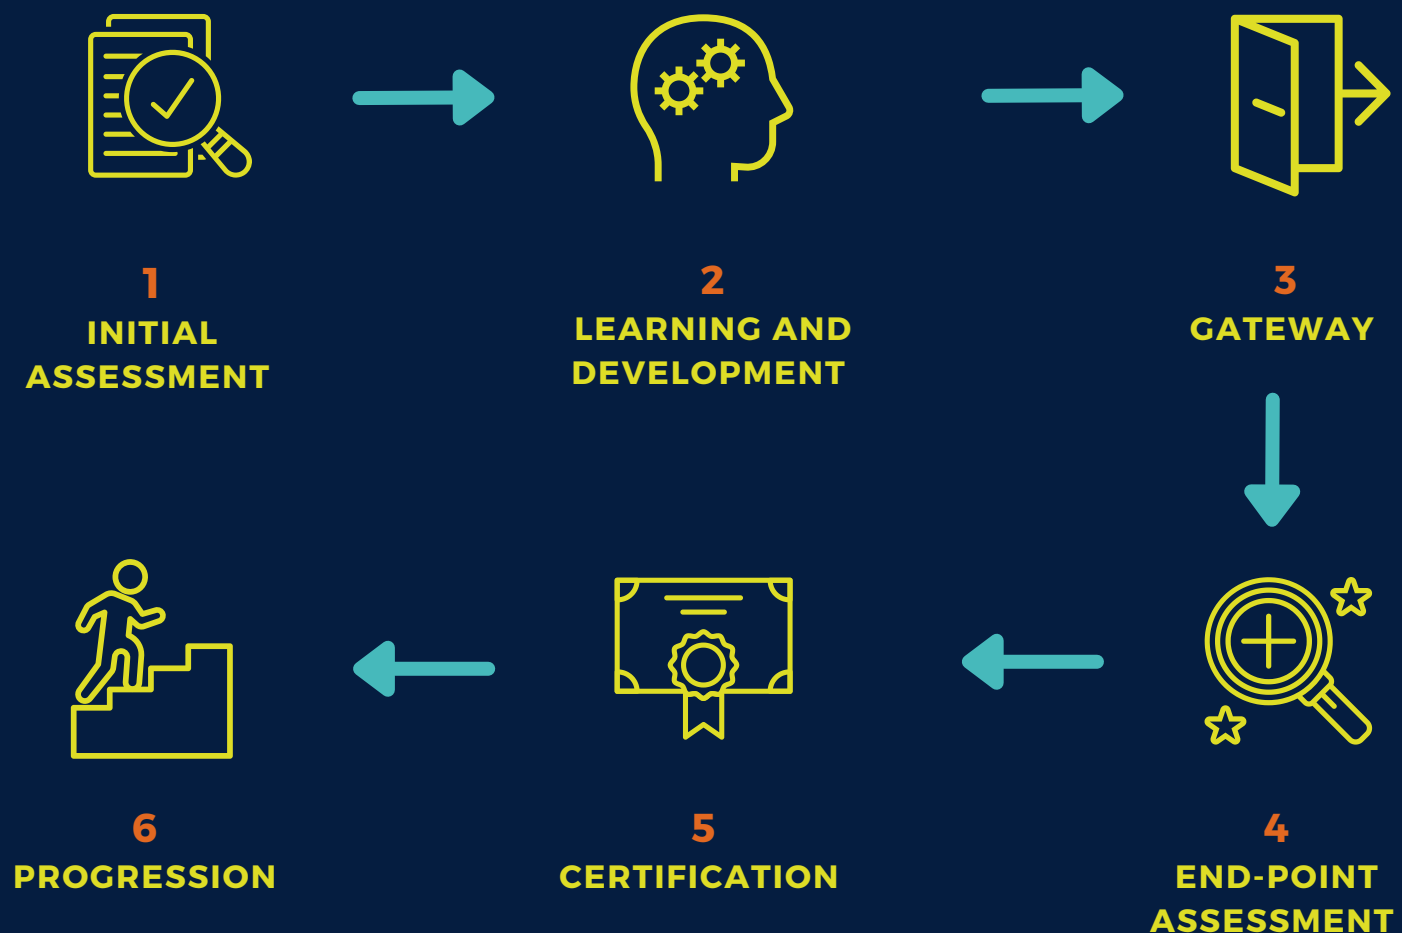 1
INITIAL
ASSESSMENT
2
LEARNING AND
DEVELOPMENT
3
GATEWAY
4
END-POINT
ASSESSMENT
5
CERTIFICATION
6
PROGRESSION